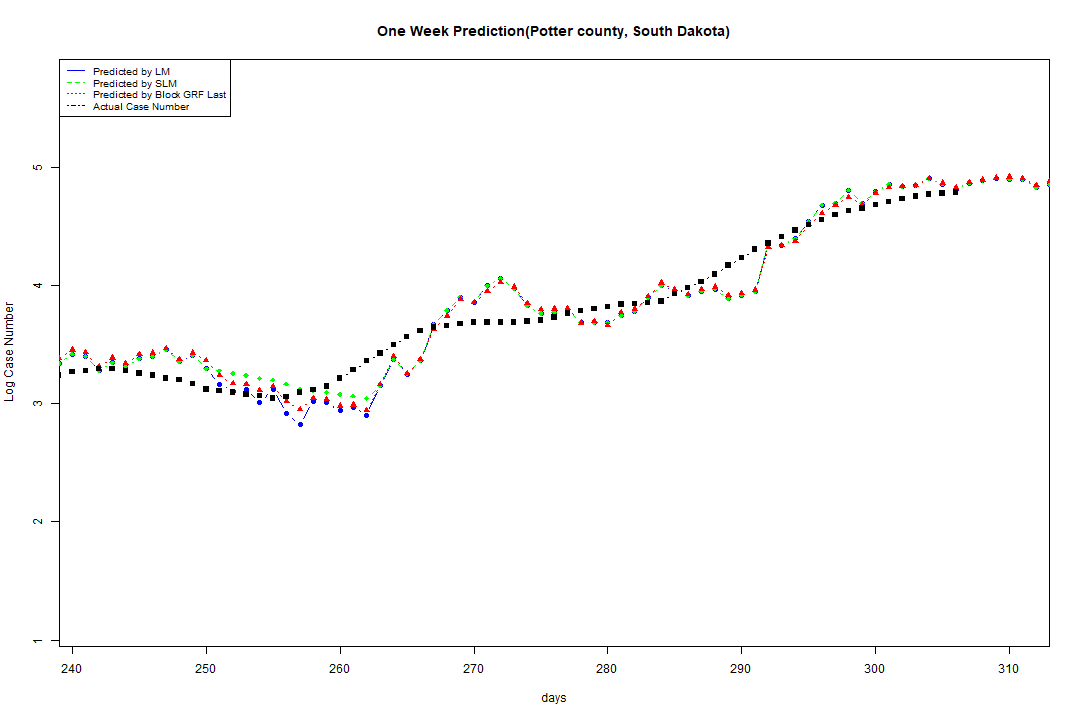 One Week Prediction(Potter county, South Dakota)
Predicted by LM
Predicted by SLM
Predicted by Block GRF Last
Actual Case Number
5
4
3
2
1
Log Case Number
240 250 260 270 280 290 300 310
days